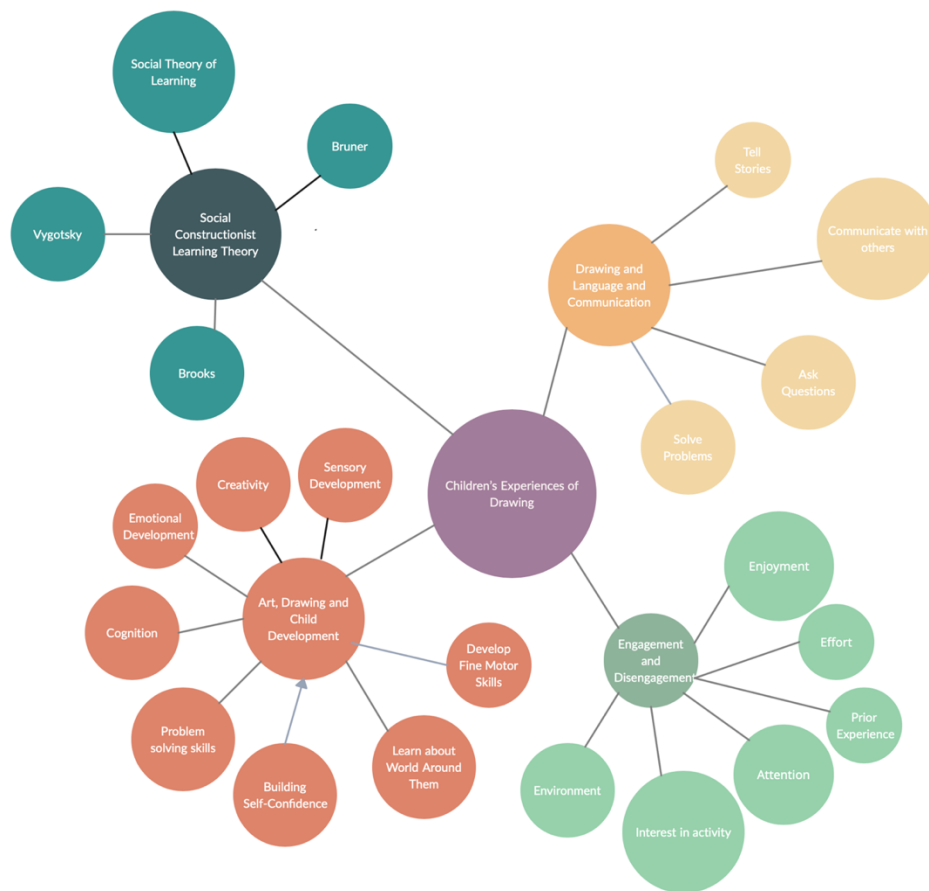 Social Theory of
Learning
Bruner
Vygotsky
Social
Constructionist
Learning Theory
Brooks
Tell
Stories
Communicate with
others
Drawing and
Language and
Communication
Ask
Questions
Solve
Problems
Children's Experiences of
Drawing
Sensory
Development
Creativity
Emotional
Development
Cognition
Art, Drawing and
Child
Development
Develop
Fine Motor
Skills
Problem
solving skills
Building
Self-Confidence
Learn about
World Around
Them
Enjoyment
Effort
Engagement
and
Disengagement
Prior
Experience
Attention
Environment
Interest in activity